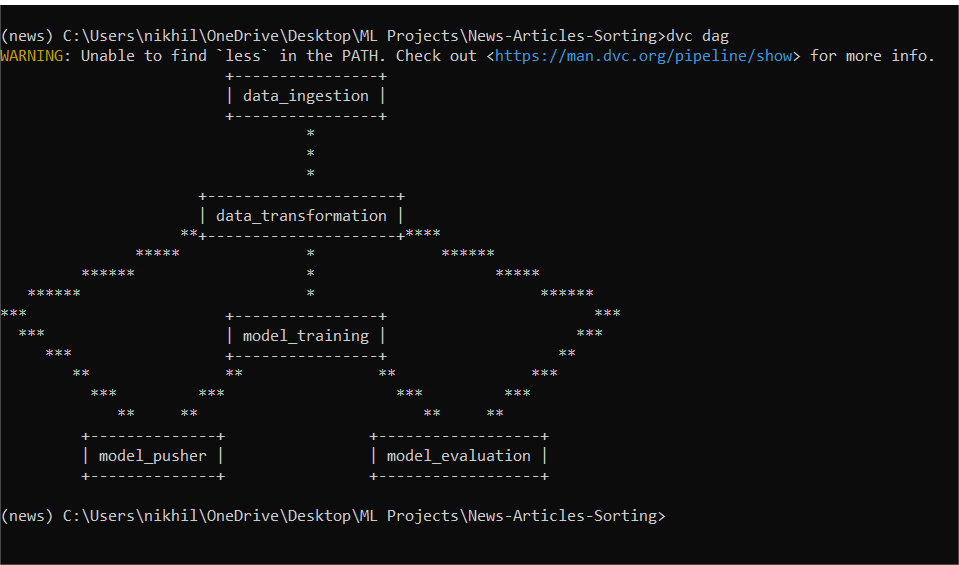 (news) C:\Users\nikhil\OneDrive\Desktop\ML Projects\News-Articles-Sorting>dvc dag
WARNING: Unable to find `less` in the PATH. Check out <https://man.dvc.org/pipeline/show> for more info.
                         +----------------+
                         | data_ingestion |
                         +----------------+
                                  *
                                  *
                                  *
                      +---------------------+
                      | data_transformation |
                    **+---------------------+****
               *****              *              ******
         ******                   *                    *****
   ******                         *                         ******
***                      +----------------+                       ***
  ***                    | model_training |                     ***
     ***                 +----------------+                   **
        **               **              **               ***
          ***         ***                   ***         ***
             **     **                         **     **
         +--------------+                +------------------+
         | model_pusher |                | model_evaluation |
         +--------------+                +------------------+
(news) C:\Users\nikhil\OneDrive\Desktop\ML Projects\News-Articles-Sorting>